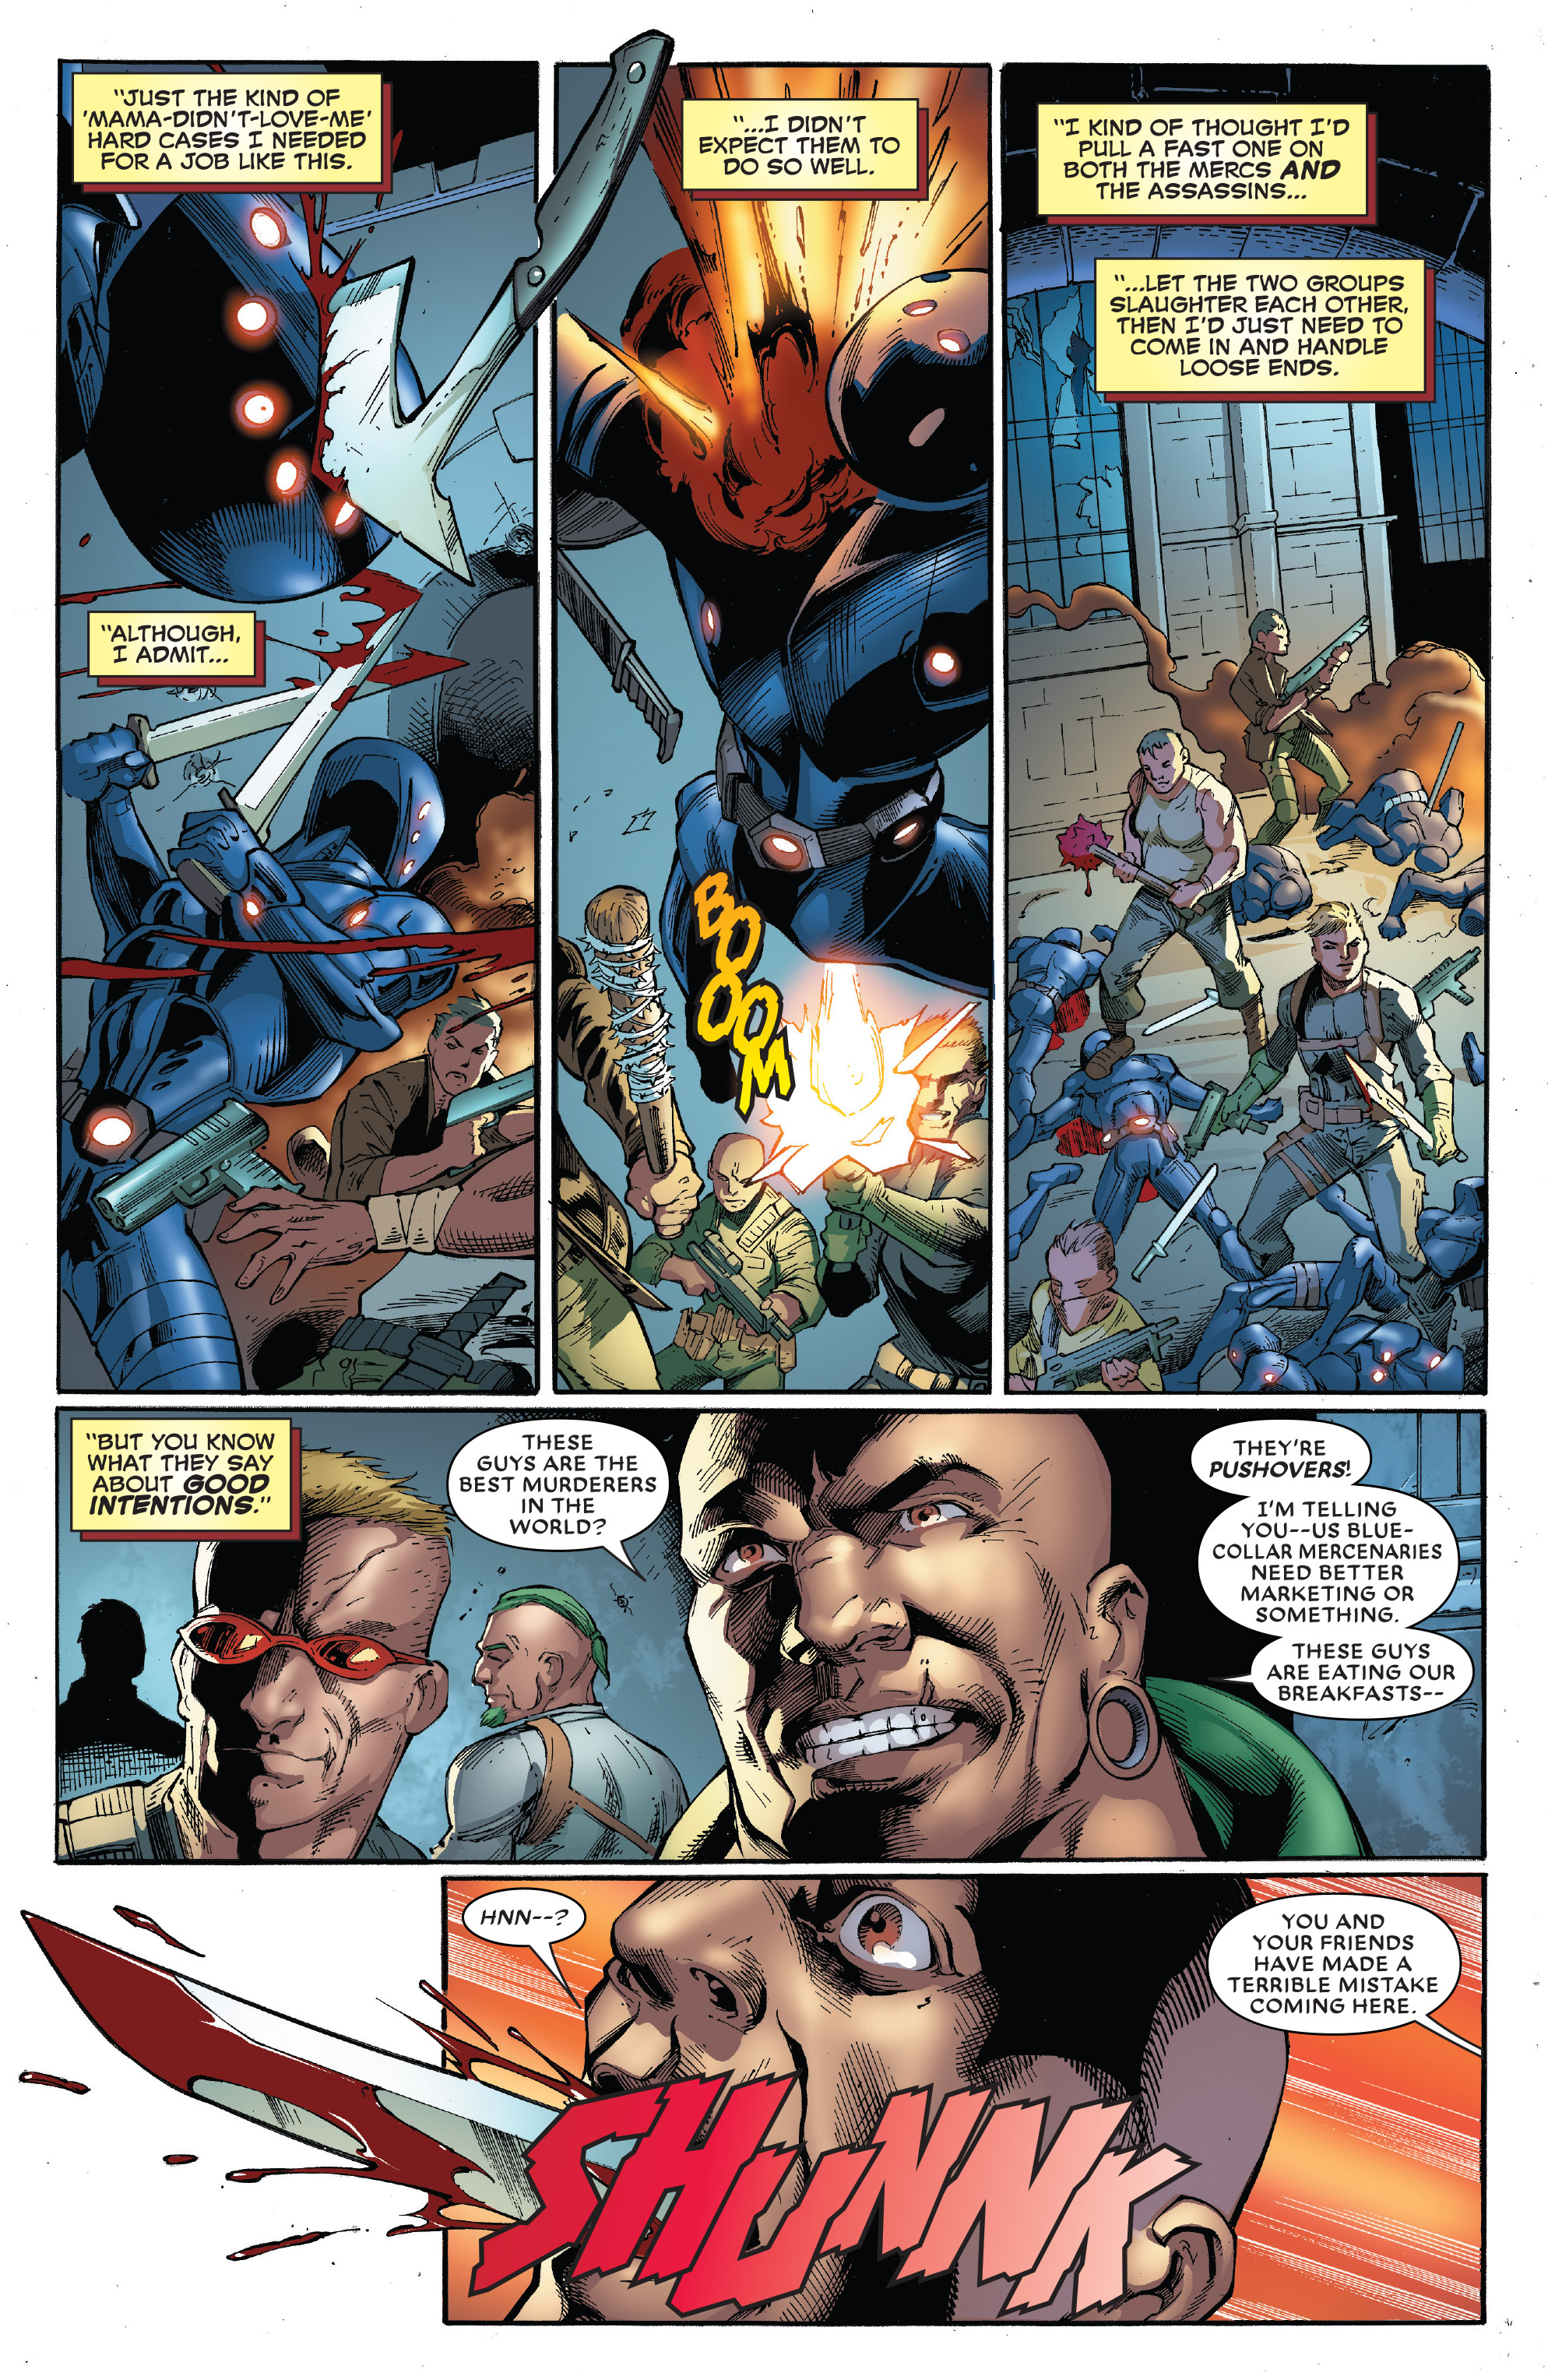 "JUST THE KIND OF
'MAMA-DIDN'T-LOVE-ME'
HARD CASES I NEEDED
FOR A JOB LIKE THIS.
"ALTHOUGH,
I ADMIT...
"...I DIDN'T
EXPECT THEM TO
DO SO WELL.
BOOOOM
"I KIND OF THOUGHT I'D
PULL A FAST ONE ON
BOTH THE MERCS AND
THE ASSASSINS...
"...LET THE TWO GROUPS
SLAUGHTER EACH OTHER,
THEN I'D JUST NEED TO
COME IN AND HANDLE
LOOSE ENDS.
"BUT YOU KNOW
WHAT THEY SAY
ABOUT GOOD
INTENTIONS."
THESE
GUYS ARE THE
BEST MURDERERS
IN THE
WORLD?
THEY'RE
PUSHOVERS!
I'M TELLING
YOU--US BLUE-
COLLAR MERCENARIES
NEED BETTER
MARKETING OR
SOMETHING.
THESE GUYS
ARE EATING OUR
BREAKFASTS--
HNN--?
YOU AND
YOUR FRIENDS
HAVE MADE A
TERRIBLE MISTAKE
COMING HERE.
SHUNNK